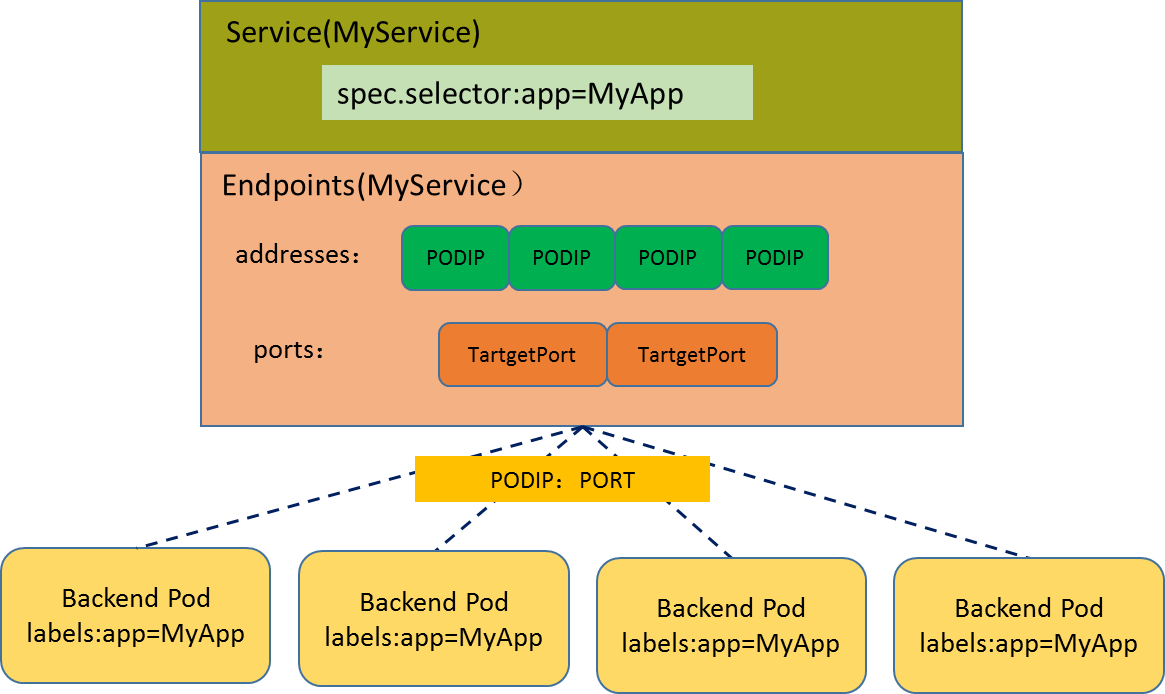 Service(MyService)
spec.selector:app=MyApp
Endpoints(MyService）
addresses：
PODIP PODIP PODIP PODIP
ports：
TartgetPort TartgetPort
PODIP：PORT
Backend Pod
labels:app=MyApp
Backend Pod
labels:app=MyApp
Backend Pod
labels:app=MyApp
Backend Pod
labels:app=MyApp